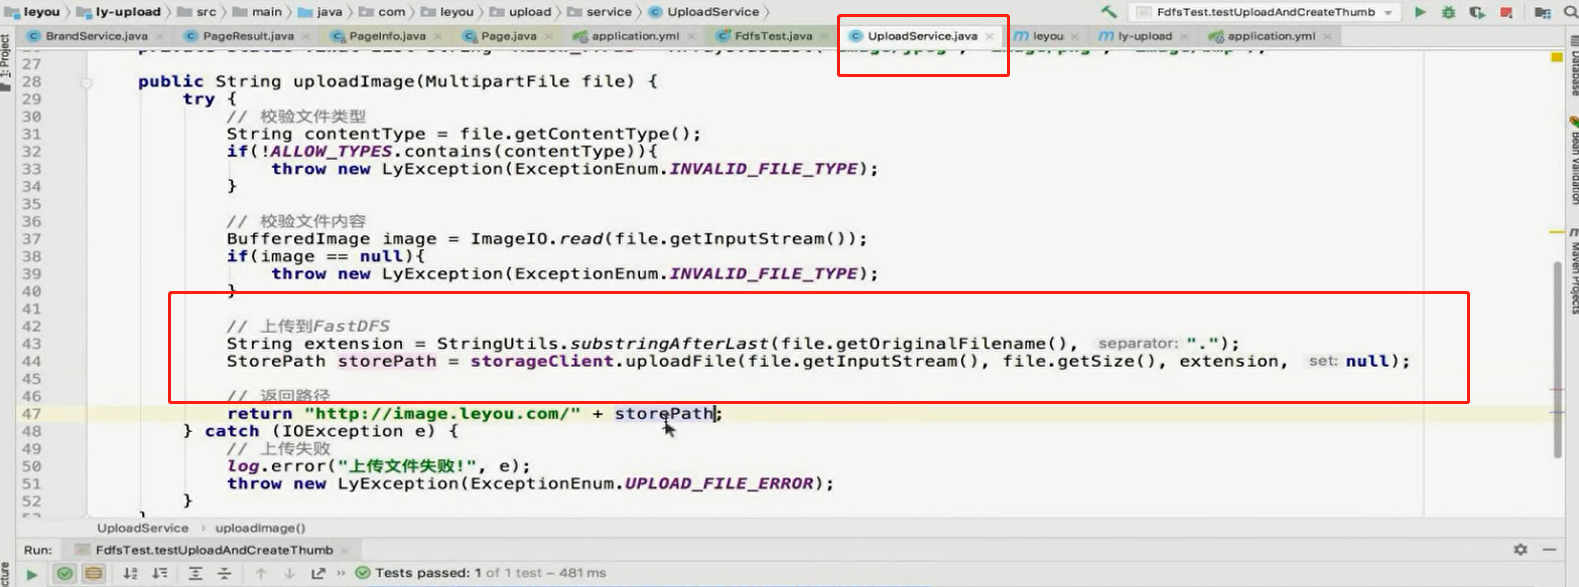 leyou ly-upload src main java com leyou upload service UploadService FdfsTest.testUploadAndCreateThumb
BrandService.java PageResult.java PageInfo.java Page.java application.yml FdfsTest.java UploadService.java leyou ly-upload application.yml
1: Project
Database
Bean Validation
Maven Projects
27
28 public String uploadImage(MultipartFile file) {
29 try {
30 // 校验文件类型
31 String contentType = file.getContentType();
32 if(!ALLOW_TYPES.contains(contentType)){
33 throw new LyException(ExceptionEnum.INVALID_FILE_TYPE);
34 }
35
36 // 校验文件内容
37 BufferedImage image = ImageIO.read(file.getInputStream());
38 if(image == null){
39 throw new LyException(ExceptionEnum.INVALID_FILE_TYPE);
40 }
41
42 // 上传到FastDFS
43 String extension = StringUtils.substringAfterLast(file.getOriginalFilename(), separator: ".");
44 StorePath storePath = storageClient.uploadFile(file.getInputStream(), file.getSize(), extension, set: null);
45
46 // 返回路径
47 return "http://image.leyou.com/" + storePath;
48 } catch (IOException e) {
49 // 上传失败
50 log.error("上传文件失败!", e);
51 throw new LyException(ExceptionEnum.UPLOAD_FILE_ERROR);
52 }
UploadService › uploadImage()
Run: FdfsTest.testUploadAndCreateThumb
Tests passed: 1 of 1 test – 481 ms